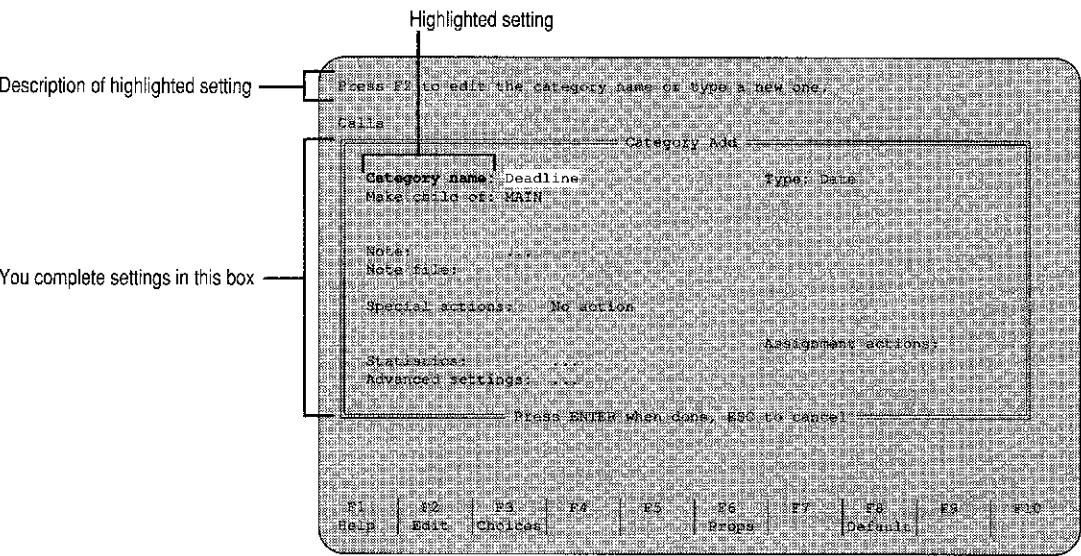 Highlighted setting
Description of highlighted setting
Press F2 to edit the category name or type a new one.
Calls
Category Add
Category name: Deadline Type: Date
Make child of: MAIN
Note: ...
Note file:
You complete settings in this box
Special actions: No action
Assignment actions:
Statistics: ...
Advanced settings: ...
Press ENTER when done, ESC to cancel
F1 F2 F3 F4 F5 F6 F7 F8 F9 F10
Help Edit Choices Props Default